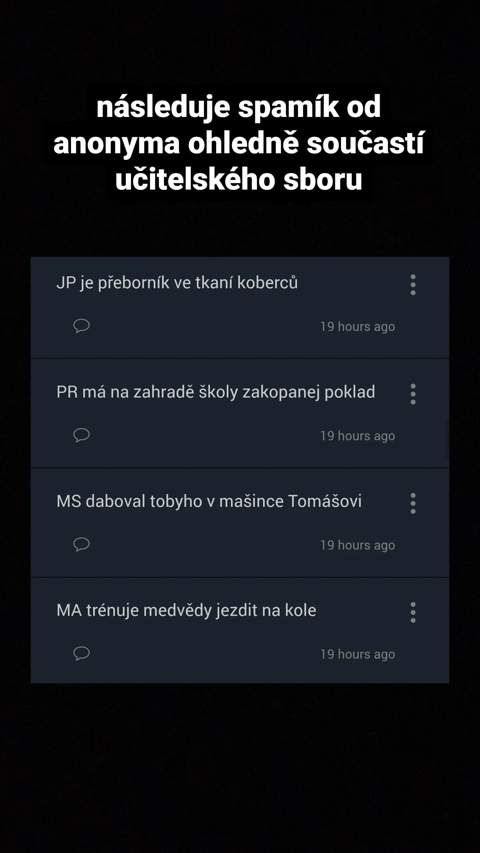 následuje spamík od
anonyma ohledně součastí
učitelského sboru
JP je přeborník ve tkaní koberců
19 hours ago
PR má na zahradě školy zakopanej poklad
19 hours ago
MS daboval tobyho v mašince Tomášovi
19 hours ago
MA trénuje medvědy jezdit na kole
19 hours ago